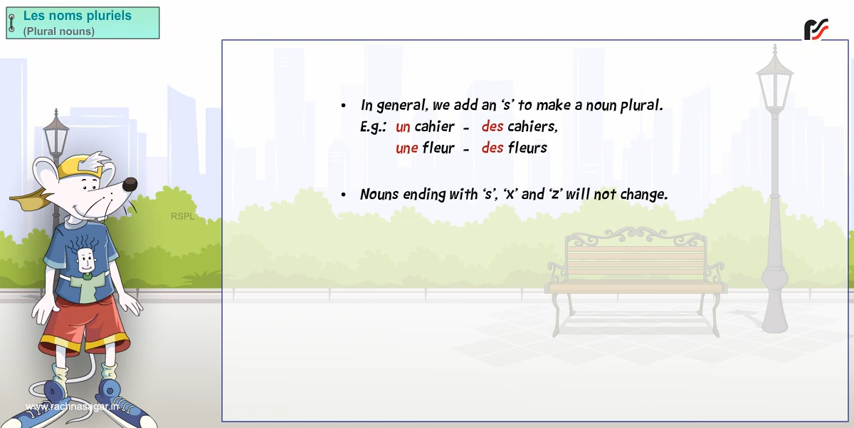 Les noms pluriels
(Plural nouns)
• In general, we add an ‘s’ to make a noun plural.
E.g.: un cahier - des cahiers,
une fleur - des fleurs
• Nouns ending with ‘s’, ‘x’ and ‘z’ will not change.
RSPL
www.rachnasagar.in